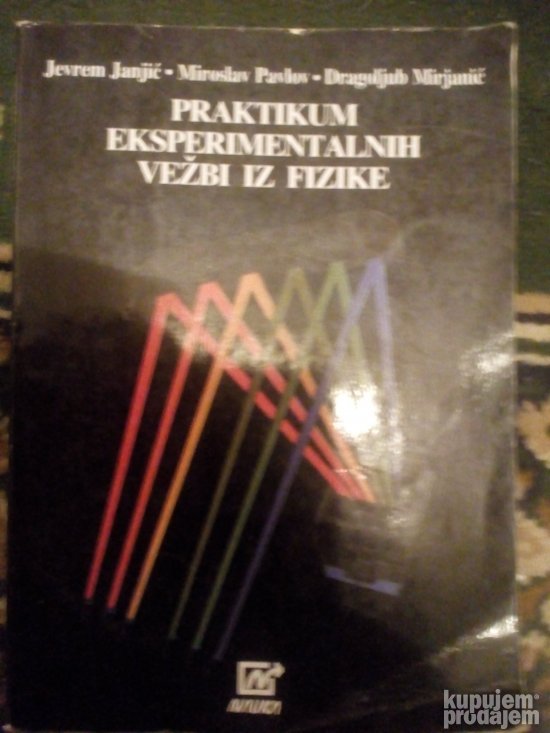 Jevrem Janjić - Miroslav Pavlov - Dragoljub Mirjanić
PRAKTIKUM
EKSPERIMENTALNIH
VEŽBI IZ FIZIKE
kupujem
prodajem